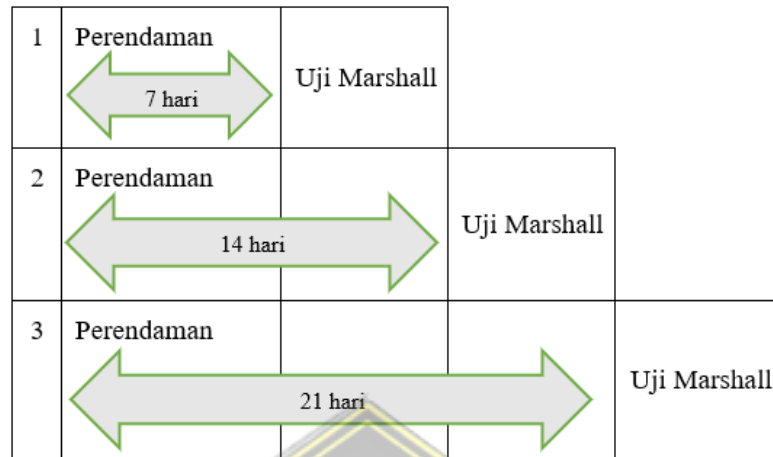 1 Perendaman
7 hari
Uji Marshall
2 Perendaman
14 hari
Uji Marshall
3 Perendaman
21 hari
Uji Marshall